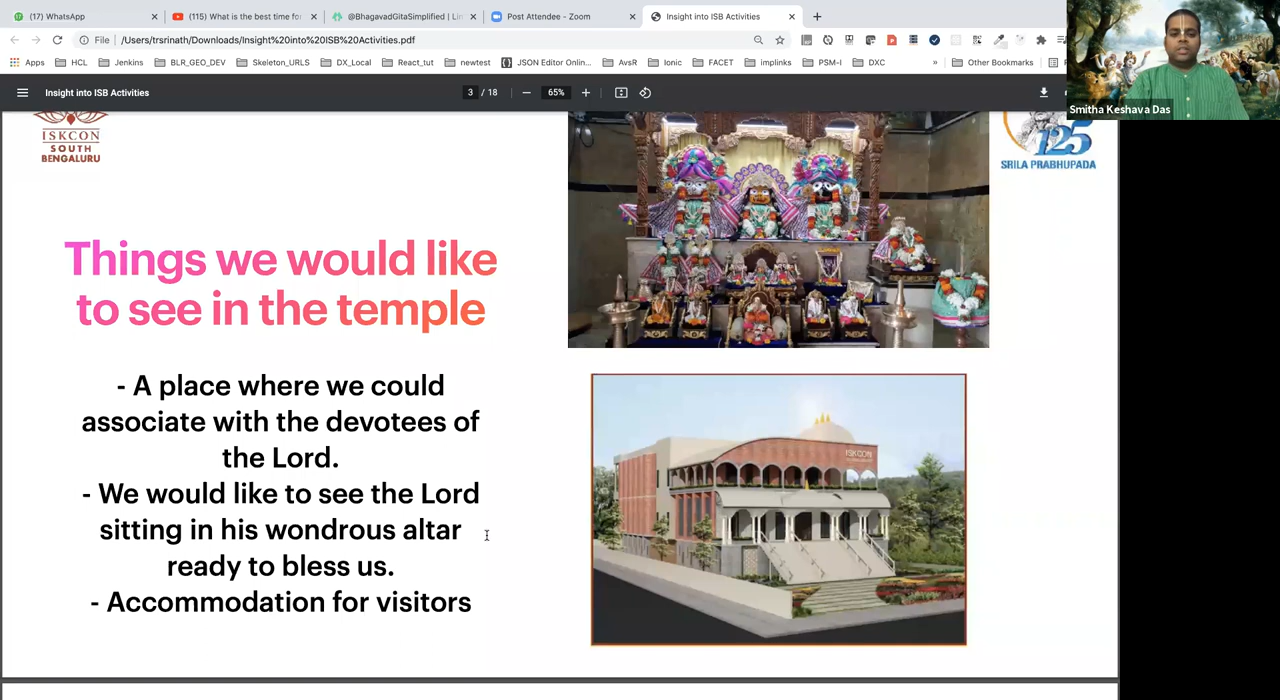 (17) WhatsApp
(115) What is the best time for
@BhagavadGitaSimplified | Lin
Post Attendee - Zoom
Insight into ISB Activities
File
/Users/trsrinath/Downloads/Insight%20into%20ISB%20Activities.pdf
Apps
HCL
Jenkins
BLR_GEO_DEV
Skeleton_URLS
DX_Local
React_tut
newtest
JSON Editor Onlin...
AvsR
Ionic
FACET
implinks
PSM-I
DXC
»
Other Bookmarks
Smitha Keshava Das
Insight into ISB Activities
3 / 18
65%
ISKCON
SOUTH
BENGALURU
125
SRILA PRABHUPADA
Things we would like
to see in the temple
- A place where we could
associate with the devotees of
the Lord.
- We would like to see the Lord
sitting in his wondrous altar
ready to bless us.
- Accommodation for visitors
ISKCON